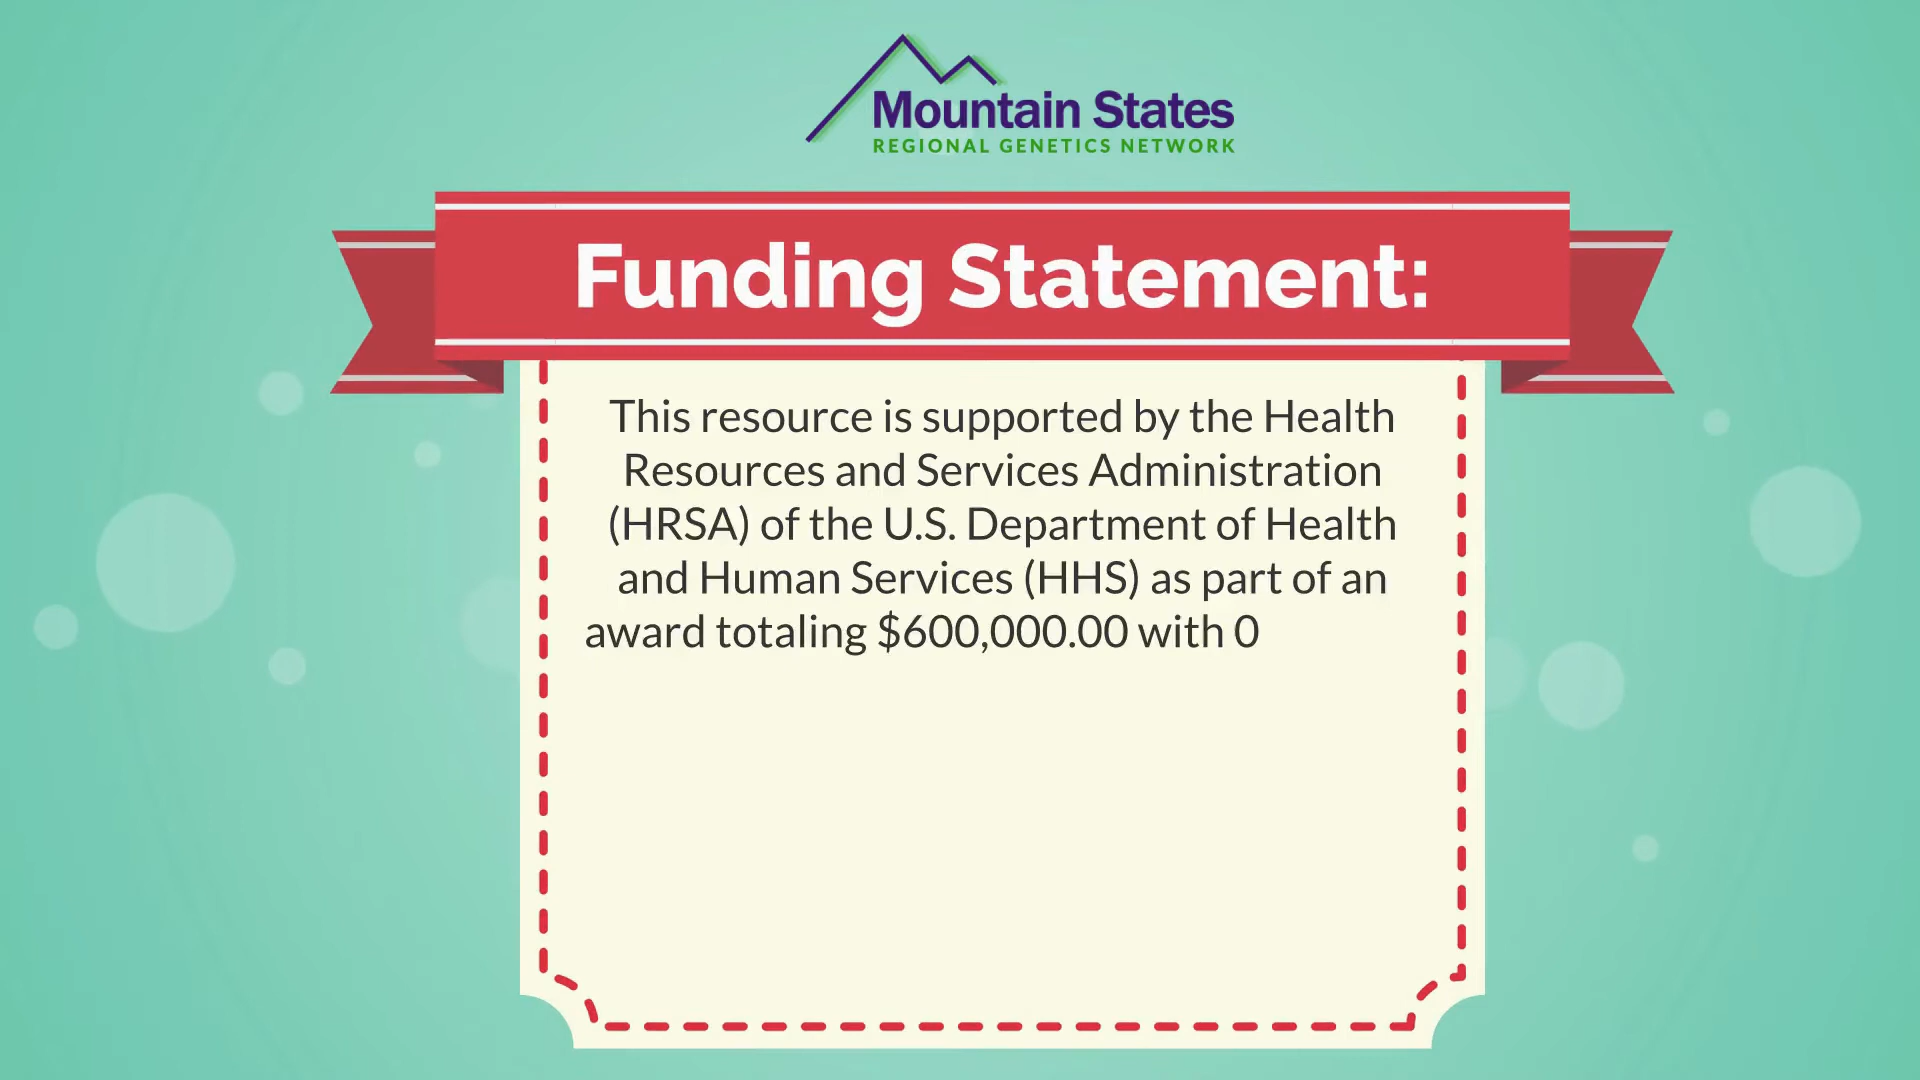 Mountain States
REGIONAL GENETICS NETWORK
Funding Statement:
This resource is supported by the Health
Resources and Services Administration
(HRSA) of the U.S. Department of Health
and Human Services (HHS) as part of an
award totaling $600,000.00 with 0